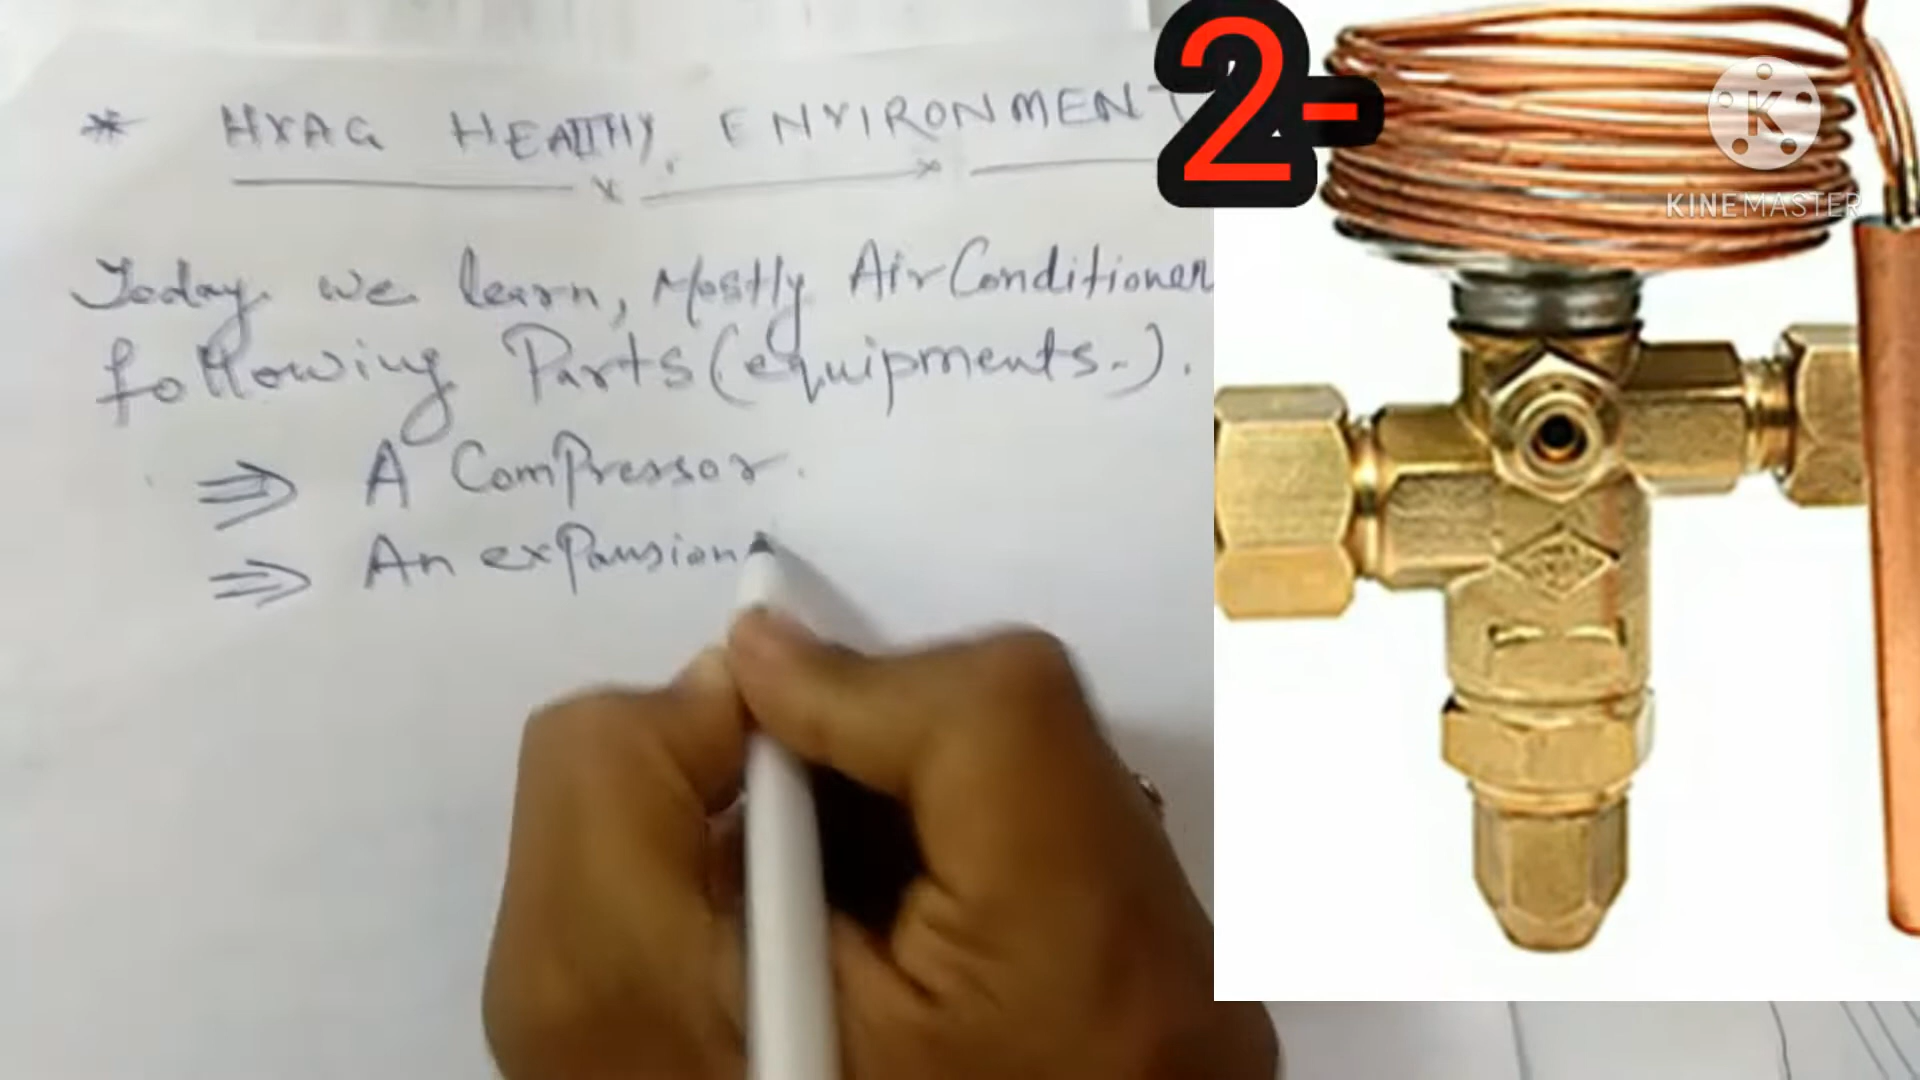 * HVAC HEALTHY, ENVIRONMENT
Today we learn, Mostly Air Conditioner
following Parts (equipments-).
⇒ A Compressor.
⇒ An expansion
2-
K
KINEMASTER